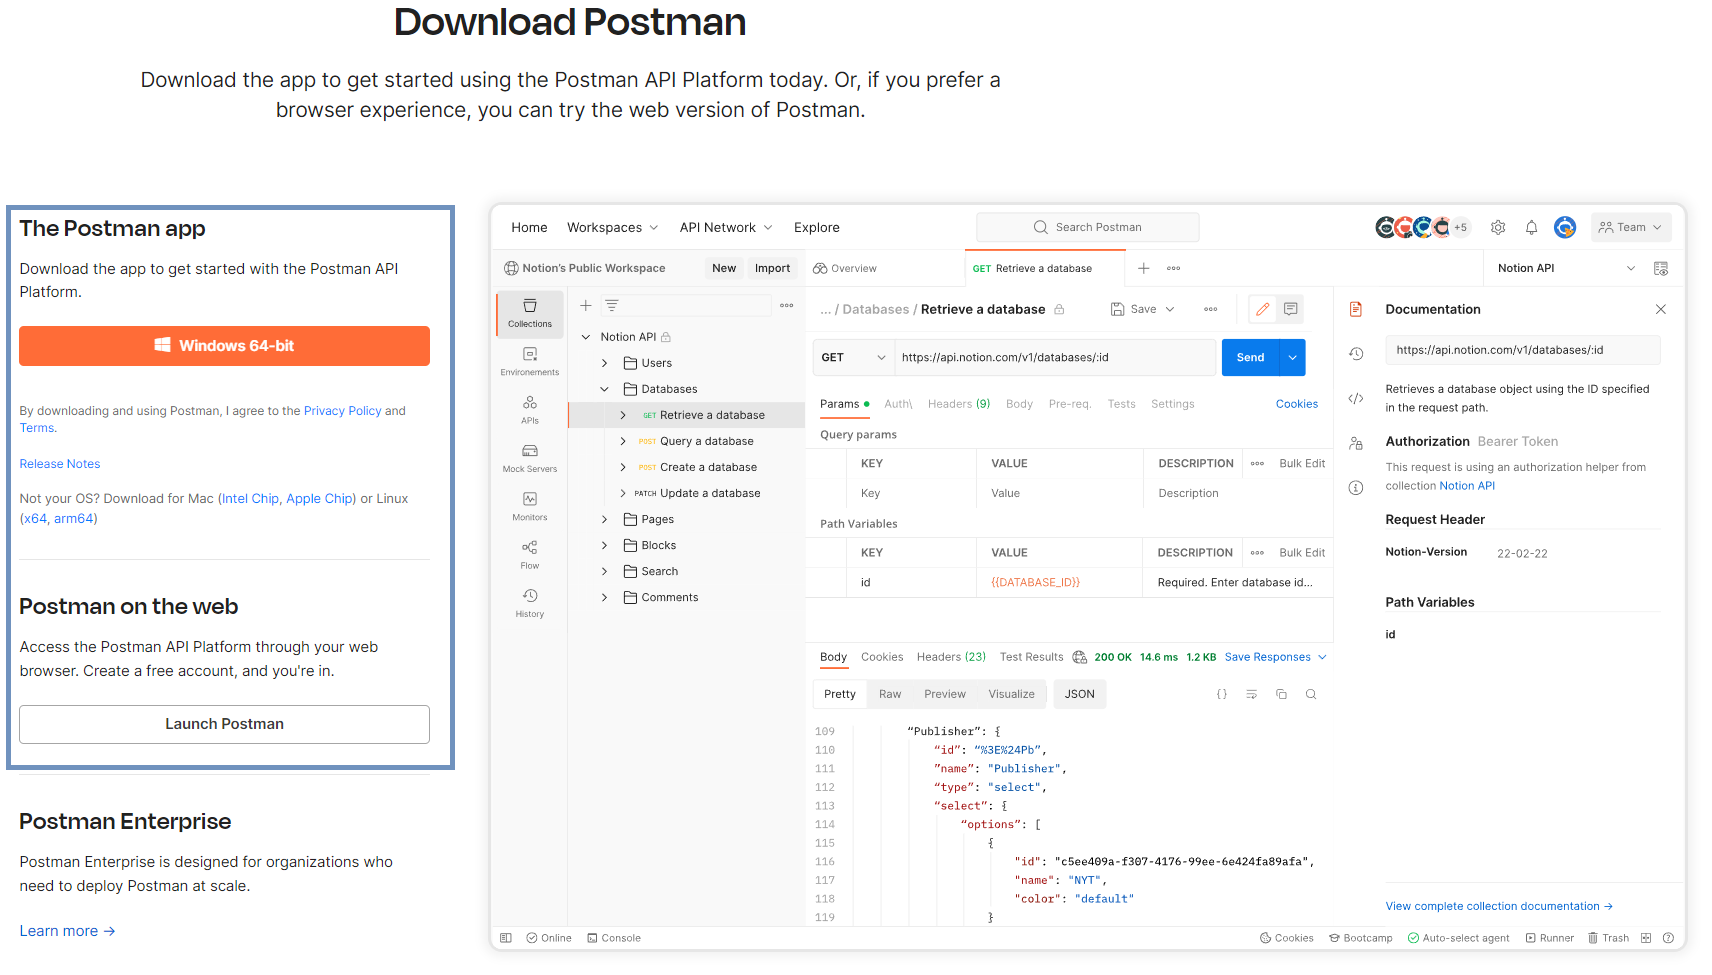 Download Postman
Download the app to get started using the Postman API Platform today. Or, if you prefer a
browser experience, you can try the web version of Postman.
The Postman app
Download the app to get started with the Postman API
Platform.
Windows 64-bit
By downloading and using Postman, I agree to the Privacy Policy and
Terms.
Release Notes
Not your OS? Download for Mac (Intel Chip, Apple Chip) or Linux
(x64, arm64)
Postman on the web
Access the Postman API Platform through your web
browser. Create a free account, and you're in.
Launch Postman
Postman Enterprise
Postman Enterprise is designed for organizations who
need to deploy Postman at scale.
Learn more →
Home Workspaces API Network Explore
Search Postman
+5
Team
Notion's Public Workspace New Import
Overview
GET Retrieve a database
Notion API
Collections
Environements
APIs
Mock Servers
Monitors
Flow
History
Notion API
Users
Databases
GET Retrieve a database
POST Query a database
POST Create a database
PATCH Update a database
Pages
Blocks
Search
Comments
... / Databases / Retrieve a database
Save
GET https://api.notion.com/v1/databases/:id Send
Params Auth\ Headers (9) Body Pre-req. Tests Settings Cookies
Query params
KEY VALUE DESCRIPTION Bulk Edit
Key Value Description
Path Variables
KEY VALUE DESCRIPTION Bulk Edit
id {{DATABASE_ID}} Required. Enter database id...
Body Cookies Headers (23) Test Results 200 OK 14.6 ms 1.2 KB Save Responses
Pretty Raw Preview Visualize JSON
109 “Publisher”: {
110 “id”: “%3E%24Pb”,
111 ”name”: "Publisher",
112 “type”: "select",
113 “select”: {
114 “options”: [
115 {
116 "id": "c5ee409a-f307-4176-99ee-6e424fa89afa",
117 "name": "NYT",
118 "color": "default"
119 }
Documentation
https://api.notion.com/v1/databases/:id
Retrieves a database object using the ID specified
in the request path.
Authorization Bearer Token
This request is using an authorization helper from
collection Notion API
Request Header
Notion-Version 22-02-22
Path Variables
id
View complete collection documentation →
Online Console
Cookies Bootcamp Auto-select agent Runner Trash